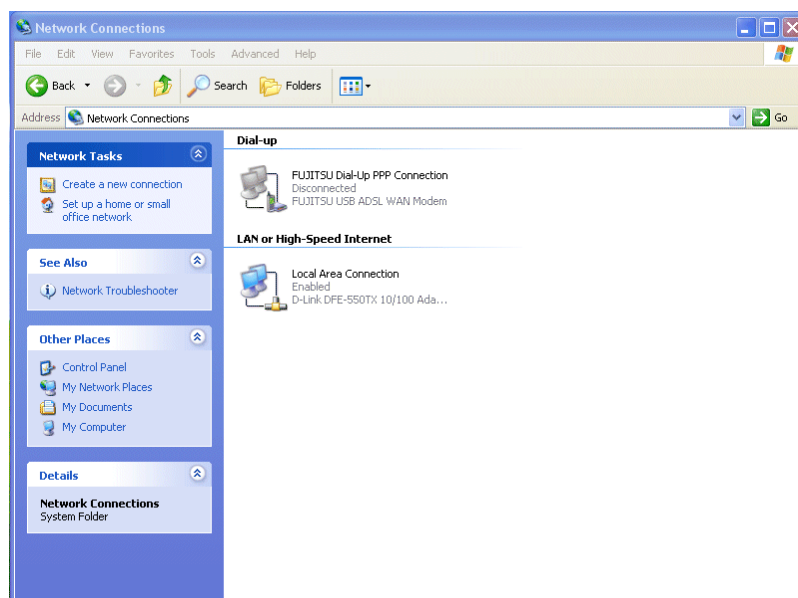 Network Connections
File Edit View Favorites Tools Advanced Help
Back Search Folders
Address Network Connections Go
Network Tasks
Create a new connection
Set up a home or small
office network
See Also
Network Troubleshooter
Other Places
Control Panel
My Network Places
My Documents
My Computer
Details
Network Connections
System Folder
Dial-up
FUJITSU Dial-Up PPP Connection
Disconnected
FUJITSU USB ADSL WAN Modem
LAN or High-Speed Internet
Local Area Connection
Enabled
D-Link DFE-550TX 10/100 Ada...